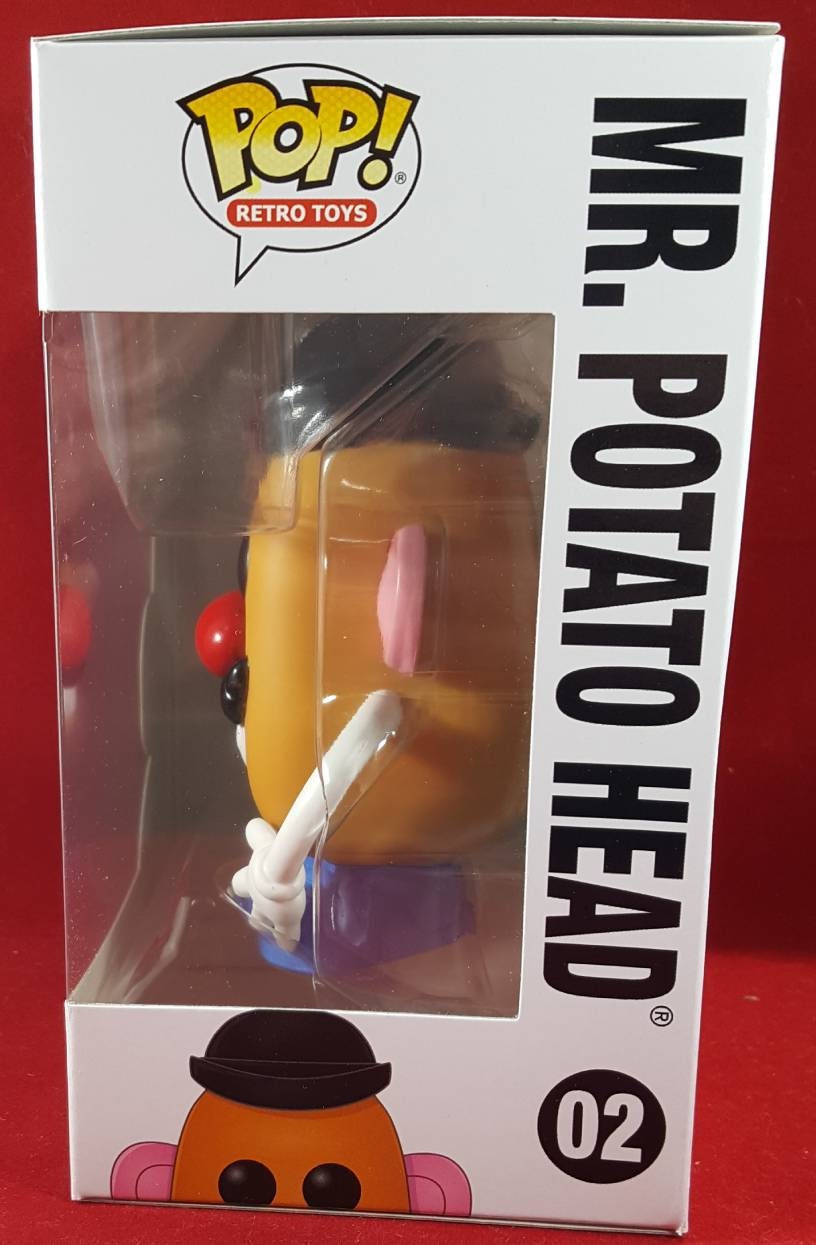 POP! ®
RETRO TOYS
MR. POTATO HEAD ®
02